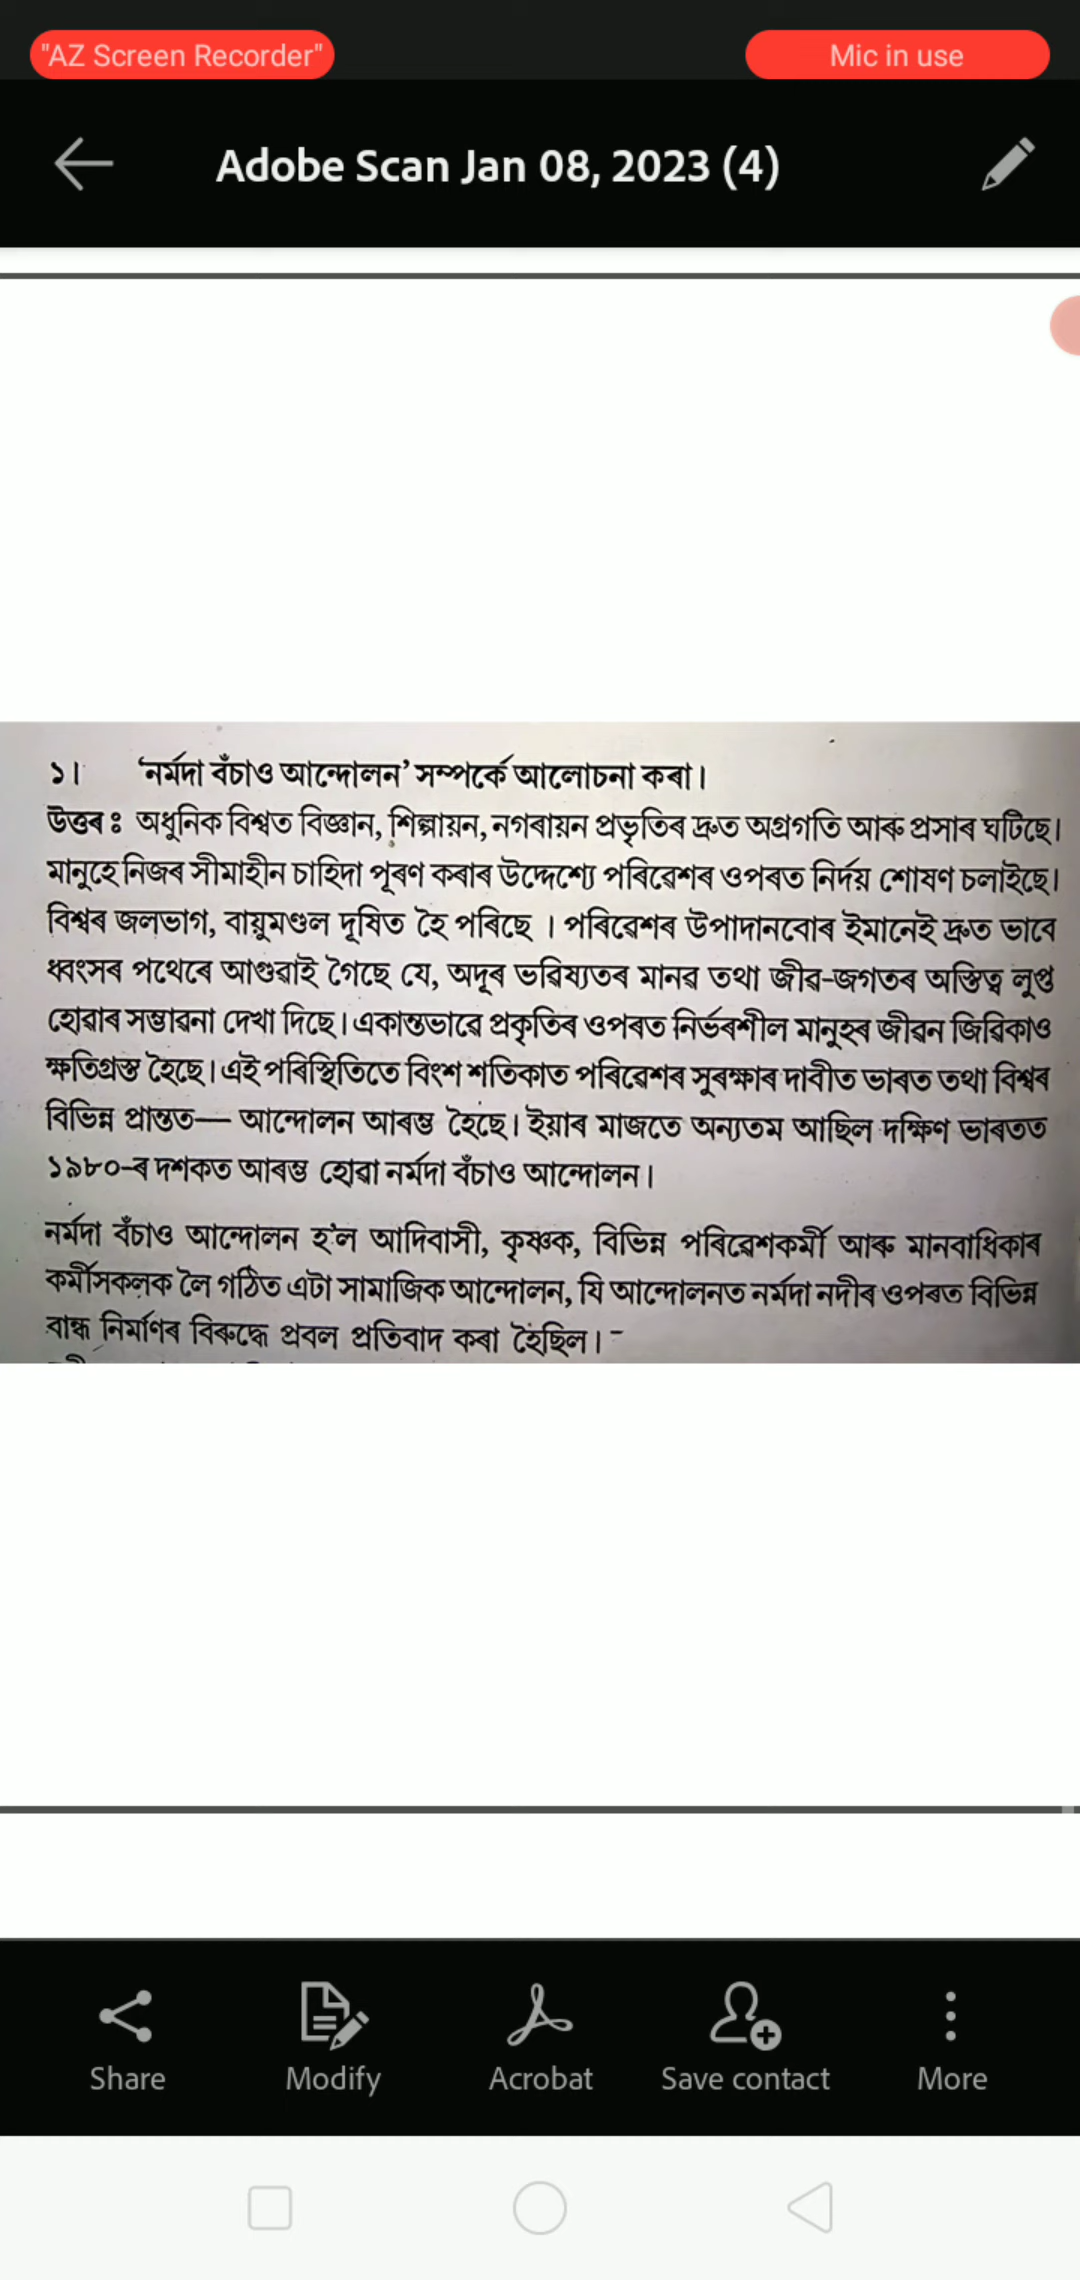 "AZ Screen Recorder"
Mic in use
Adobe Scan Jan 08, 2023 (4)
১।	'নৰ্মদা বঁচাও আন্দোলন' সম্পৰ্কে আলোচনা কৰা।
উত্তৰঃ অধুনিক বিশ্বত বিজ্ঞান, শিল্পায়ন, নগৰায়ন প্ৰভৃতিৰ দ্ৰুত অগ্ৰগতি আৰু প্ৰসাৰ ঘটিছে।
মানুহে নিজৰ সীমাহীন চাহিদা পূৰণ কৰাৰ উদ্দেশ্যে পৰিৱেশৰ ওপৰত নিৰ্দয় শোষণ চলাইছে।
বিশ্বৰ জলভাগ, বায়ুমণ্ডল দূষিত হৈ পৰিছে । পৰিৱেশৰ উপাদানবোৰ ইমানেই দ্ৰুত ভাবে
ধ্বংসৰ পথেৰে আগুৱাই গৈছে যে, অদূৰ ভৱিষ্যতৰ মানৱ তথা জীৱ-জগতৰ অস্তিত্ব লুপ্ত
হোৱাৰ সম্ভাৱনা দেখা দিছে। একান্তভাৱে প্ৰকৃতিৰ ওপৰত নিৰ্ভৰশীল মানুহৰ জীৱন জিৱিকাও
ক্ষতিগ্ৰস্ত হৈছে। এই পৰিস্থিতিতে বিংশ শতিকাত পৰিৱেশৰ সুৰক্ষাৰ দাবীত ভাৰত তথা বিশ্বৰ
বিভিন্ন প্ৰান্তত— আন্দোলন আৰম্ভ হৈছে। ইয়াৰ মাজতে অন্যতম আছিল দক্ষিণ ভাৰতত
১৯৮০-ৰ দশকত আৰম্ভ হোৱা নৰ্মদা বঁচাও আন্দোলন।
নৰ্মদা বঁচাও আন্দোলন হ'ল আদিবাসী, কৃষ্ণক, বিভিন্ন পৰিৱেশকৰ্মী আৰু মানবাধিকাৰ
কৰ্মীসকলক লৈ গঠিত এটা সামাজিক আন্দোলন, যি আন্দোলনত নৰ্মদা নদীৰ ওপৰত বিভিন্ন
বান্ধ নিৰ্মাণৰ বিৰুদ্ধে প্ৰবল প্ৰতিবাদ কৰা হৈছিল। -
Share
Modify
Acrobat
Save contact
More